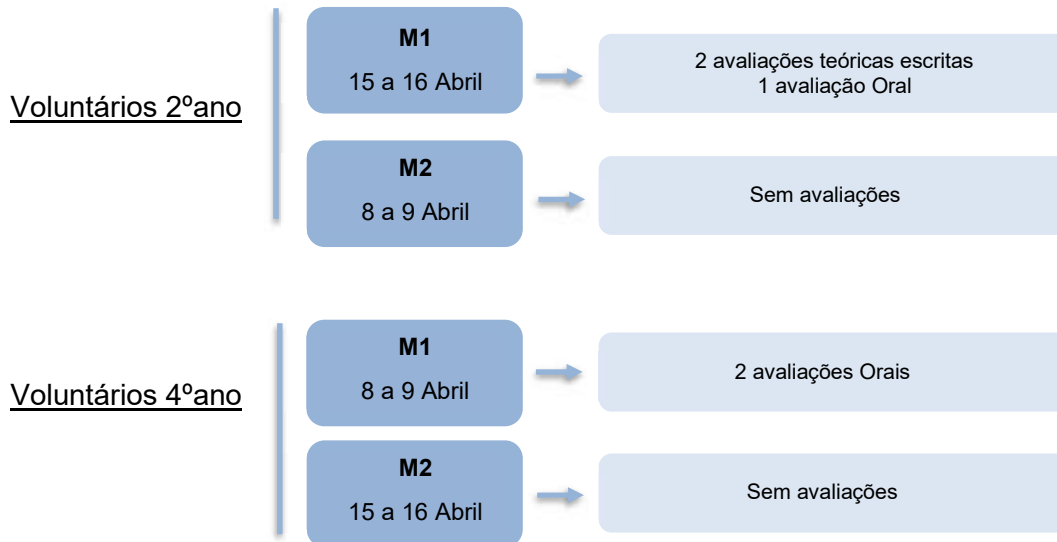 Voluntários 2ºano
M1
15 a 16 Abril
2 avaliações teóricas escritas
1 avaliação Oral
M2
8 a 9 Abril
Sem avaliações
Voluntários 4ºano
M1
8 a 9 Abril
2 avaliações Orais
M2
15 a 16 Abril
Sem avaliações